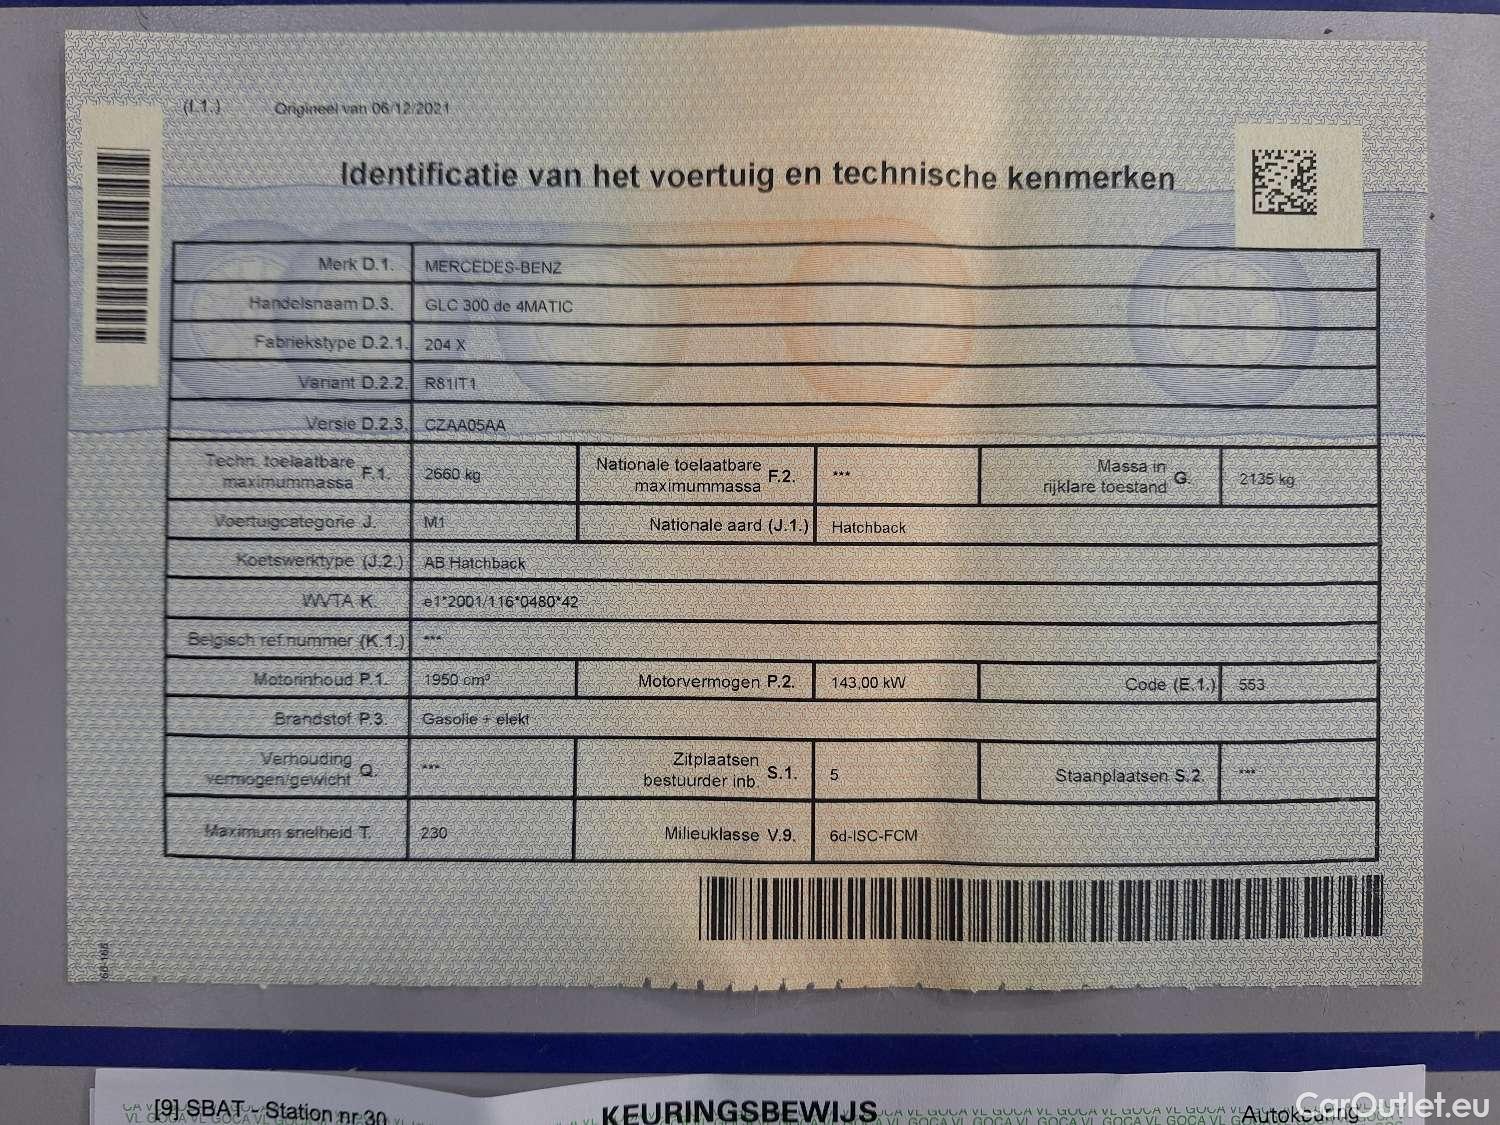 (I.1.) Origineel van 06/12/2021
Identificatie van het voertuig en technische kenmerken
Merk D.1. MERCEDES-BENZ
Handelsnaam D.3. GLC 300 de 4MATIC
Fabriekstype D.2.1. 204 X
Variant D.2.2. R81IT1
Versie D.2.3. CZAA05AA
Techn. toelaatbare maximummassa F.1. 2660 kg Nationale toelaatbare maximummassa F.2. *** Massa in rijklare toestand G. 2135 kg
Voertuigcategorie J. M1 Nationale aard (J.1.) Hatchback
Koetswerktype (J.2.) AB Hatchback
WVTA K. e1*2001/116*0480*42
Belgisch ref.nummer (K.1.) ***
Motorinhoud P.1. 1950 cm³ Motorvermogen P.2. 143,00 kW Code (E.1.) 553
Brandstof P.3. Gasolie + elekt
Verhouding vermogen/gewicht Q. *** Zitplaatsen bestuurder inb. S.1. 5 Staanplaatsen S.2. ***
Maximum snelheid T. 230 Milieuklasse V.9. 6d-ISC-FCM
68-168
[9] SBAT - Station nr 30
KEURINGSBEWIJS
Autokeuring
CarOutlet.eu